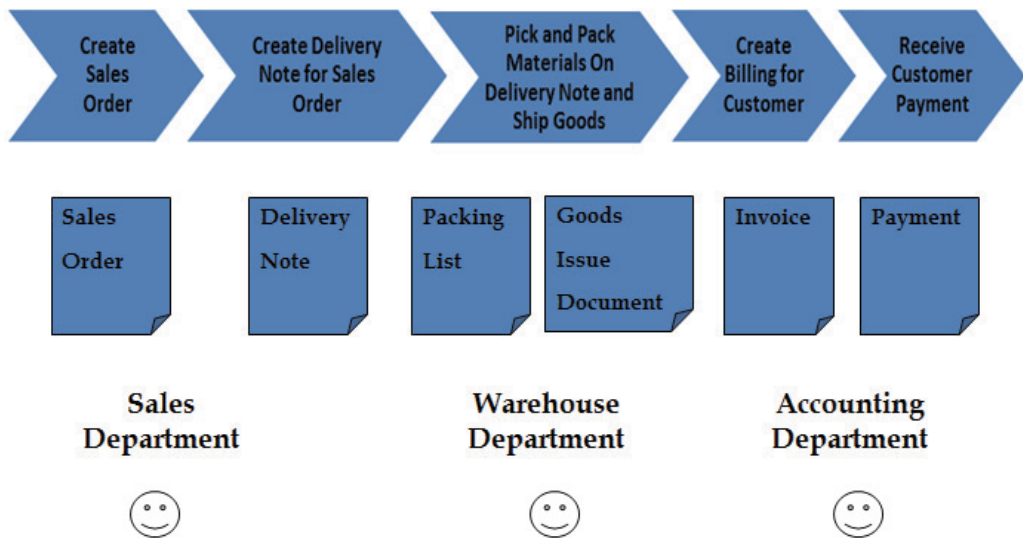 Create
Sales
Order
Create Delivery
Note for Sales
Order
Pick and Pack
Materials On
Delivery Note and
Ship Goods
Create
Billing for
Customer
Receive
Customer
Payment
Sales
Order
Delivery
Note
Packing
List
Goods
Issue
Document
Invoice
Payment
Sales
Department
Warehouse
Department
Accounting
Department